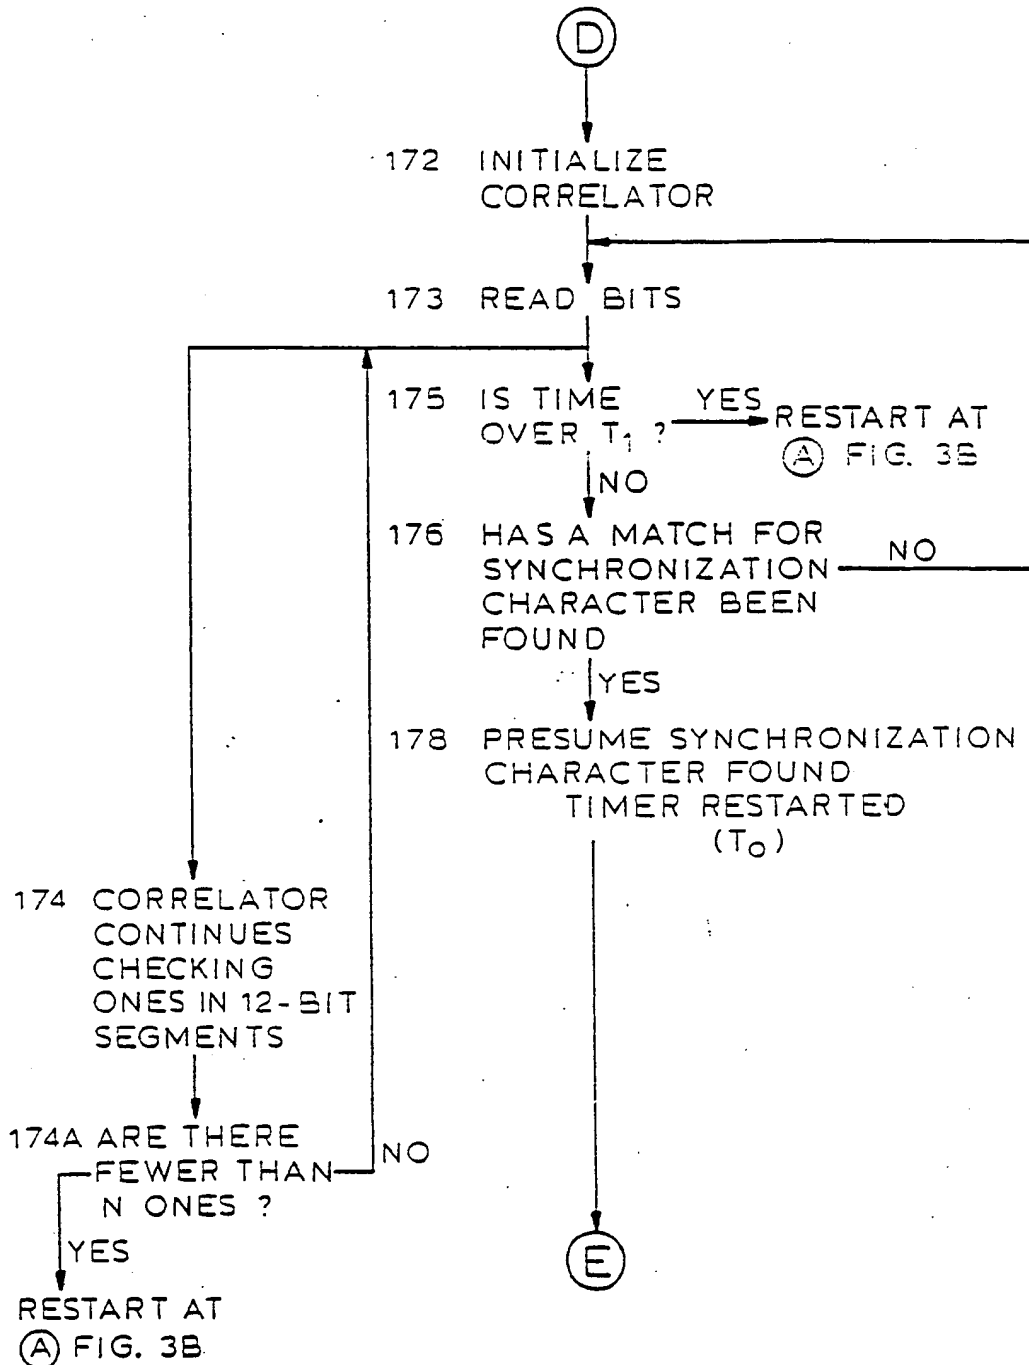 D
172 INITIALIZE
CORRELATOR
173 READ BITS
175 IS TIME
OVER T1 ?
YES
RESTART AT
A FIG. 3B
NO
176 HAS A MATCH FOR
SYNCHRONIZATION
CHARACTER BEEN
FOUND
NO
YES
178 PRESUME SYNCHRONIZATION
CHARACTER FOUND
TIMER RESTARTED
(TO)
174 CORRELATOR
CONTINUES
CHECKING
ONES IN 12-BIT
SEGMENTS
174A ARE THERE
FEWER THAN
N ONES ?
NO
YES
RESTART AT
A FIG. 3B
E